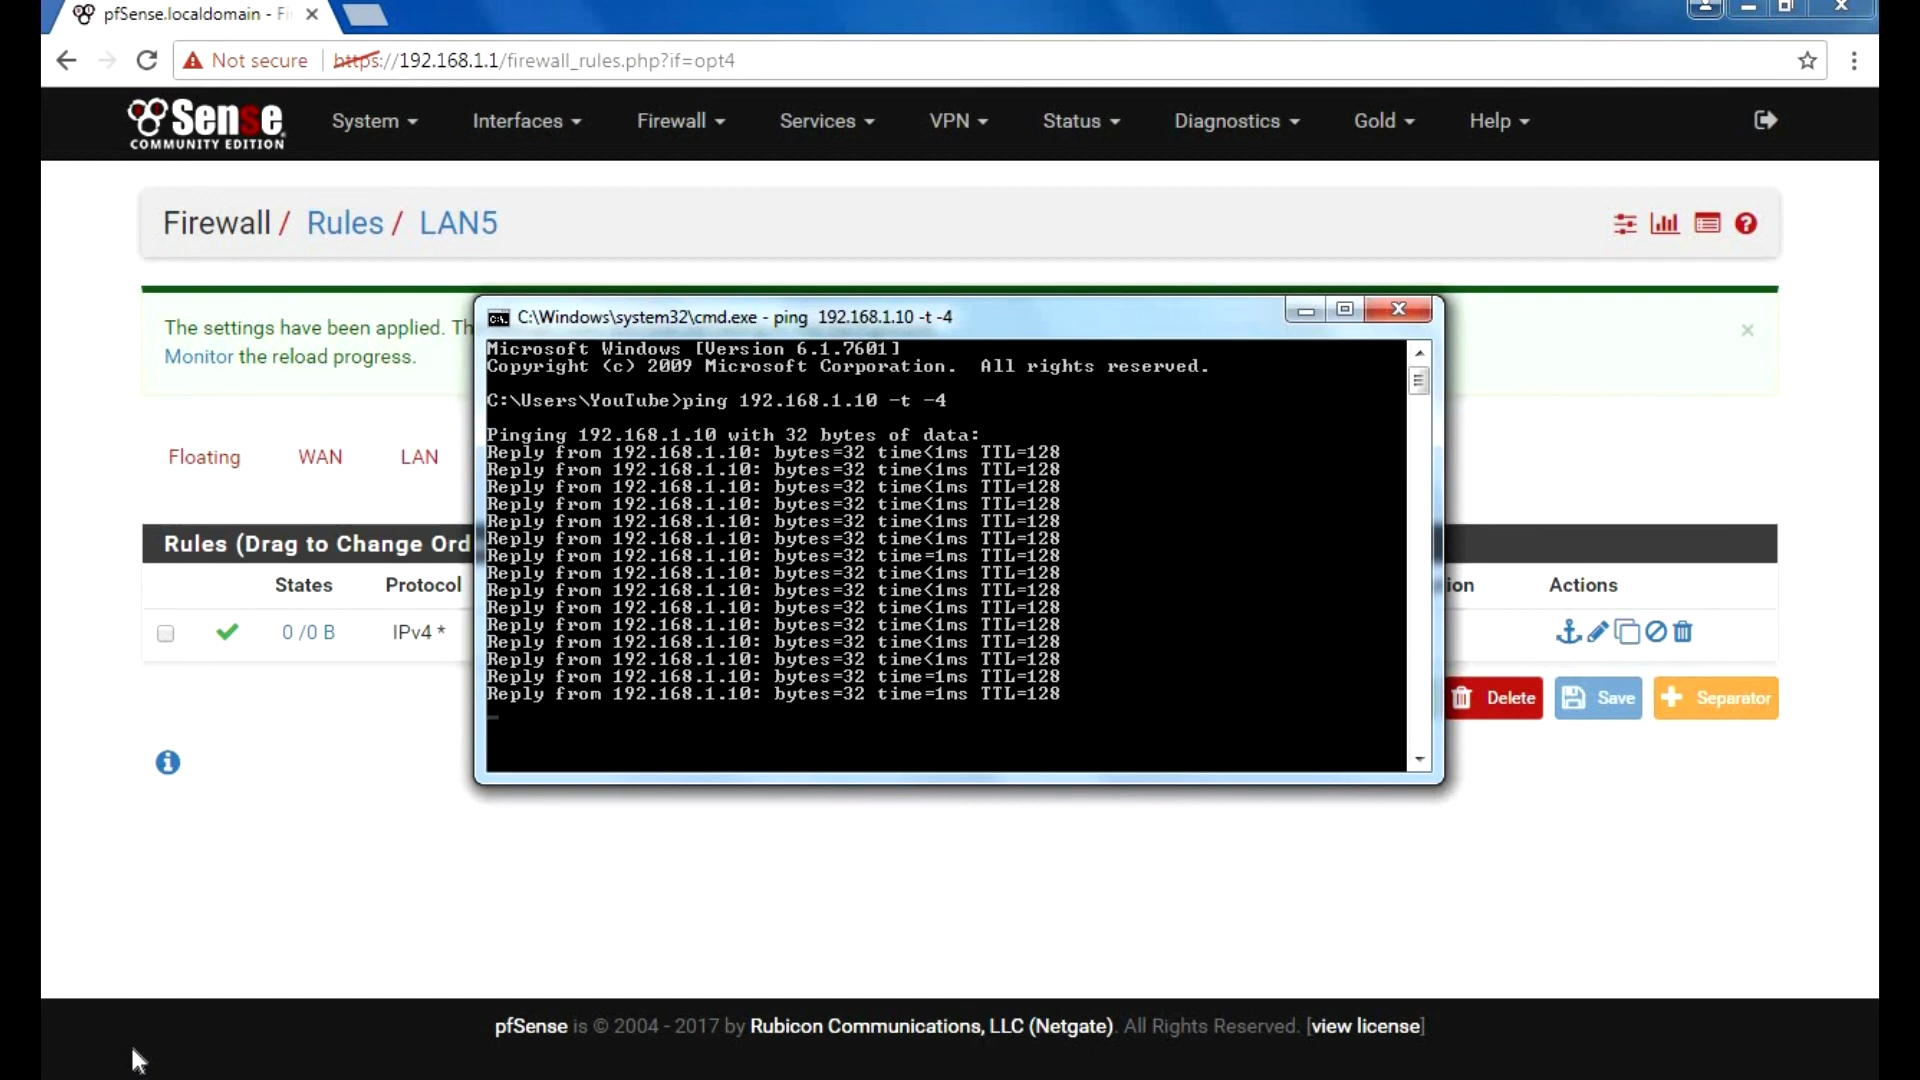 pfSense.localdomain - Fi
Not secure | https://192.168.1.1/firewall_rules.php?if=opt4
Sense
COMMUNITY EDITION
System Interfaces Firewall Services VPN Status Diagnostics Gold Help
Firewall / Rules / LAN5
The settings have been applied. Th
Monitor the reload progress.
C:\Windows\system32\cmd.exe - ping 192.168.1.10 -t -4
Microsoft Windows [Version 6.1.7601]
Copyright (c) 2009 Microsoft Corporation. All rights reserved.
C:\Users\YouTube>ping 192.168.1.10 -t -4
Pinging 192.168.1.10 with 32 bytes of data:
Reply from 192.168.1.10: bytes=32 time<1ms TTL=128
Reply from 192.168.1.10: bytes=32 time<1ms TTL=128
Reply from 192.168.1.10: bytes=32 time<1ms TTL=128
Reply from 192.168.1.10: bytes=32 time<1ms TTL=128
Reply from 192.168.1.10: bytes=32 time<1ms TTL=128
Reply from 192.168.1.10: bytes=32 time<1ms TTL=128
Reply from 192.168.1.10: bytes=32 time=1ms TTL=128
Reply from 192.168.1.10: bytes=32 time<1ms TTL=128
Reply from 192.168.1.10: bytes=32 time<1ms TTL=128
Reply from 192.168.1.10: bytes=32 time<1ms TTL=128
Reply from 192.168.1.10: bytes=32 time<1ms TTL=128
Reply from 192.168.1.10: bytes=32 time<1ms TTL=128
Reply from 192.168.1.10: bytes=32 time<1ms TTL=128
Reply from 192.168.1.10: bytes=32 time=1ms TTL=128
Reply from 192.168.1.10: bytes=32 time=1ms TTL=128
Floating WAN LAN
Rules (Drag to Change Ord
States Protocol ion Actions
0 /0 B IPv4 *
Delete Save Separator
pfSense is © 2004 - 2017 by Rubicon Communications, LLC (Netgate). All Rights Reserved. [view license]